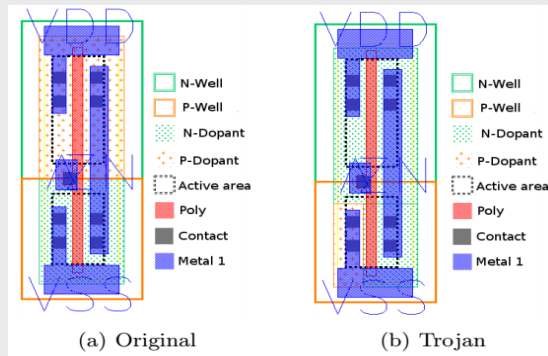 VDD
N-Well
P-Well
N-Dopant
P-Dopant
Active area
Poly
Contact
Metal 1
VSS
(a) Original
VDD
N-Well
P-Well
N-Dopant
P-Dopant
Active area
Poly
Contact
Metal 1
VSS
(b) Trojan